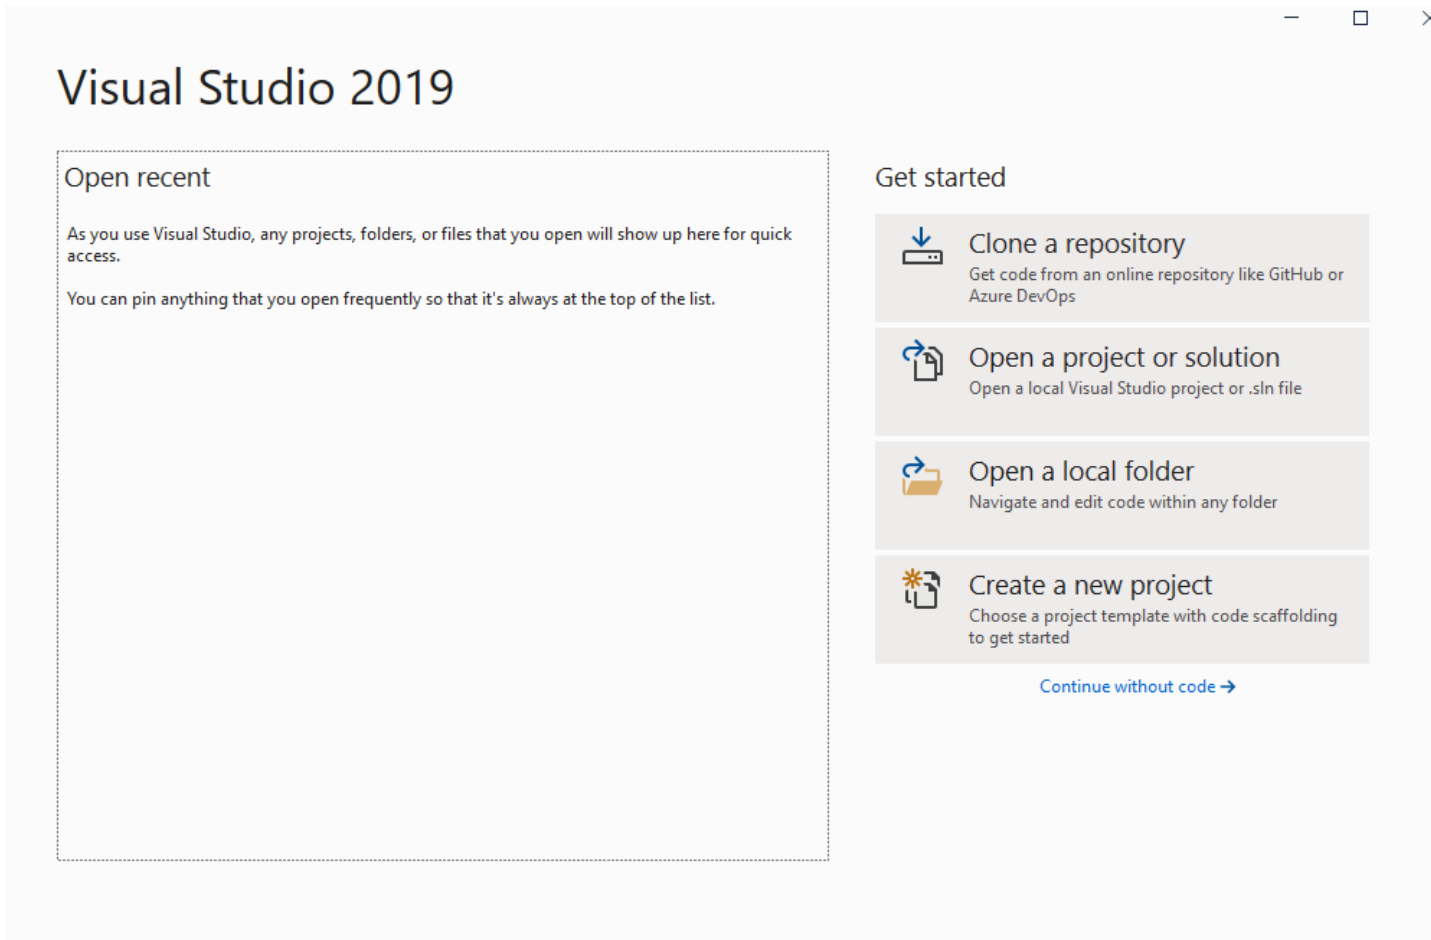 Visual Studio 2019
Open recent
As you use Visual Studio, any projects, folders, or files that you open will show up here for quick
access.
You can pin anything that you open frequently so that it's always at the top of the list.
Get started
Clone a repository
Get code from an online repository like GitHub or
Azure DevOps
Open a project or solution
Open a local Visual Studio project or .sln file
Open a local folder
Navigate and edit code within any folder
Create a new project
Choose a project template with code scaffolding
to get started
Continue without code →